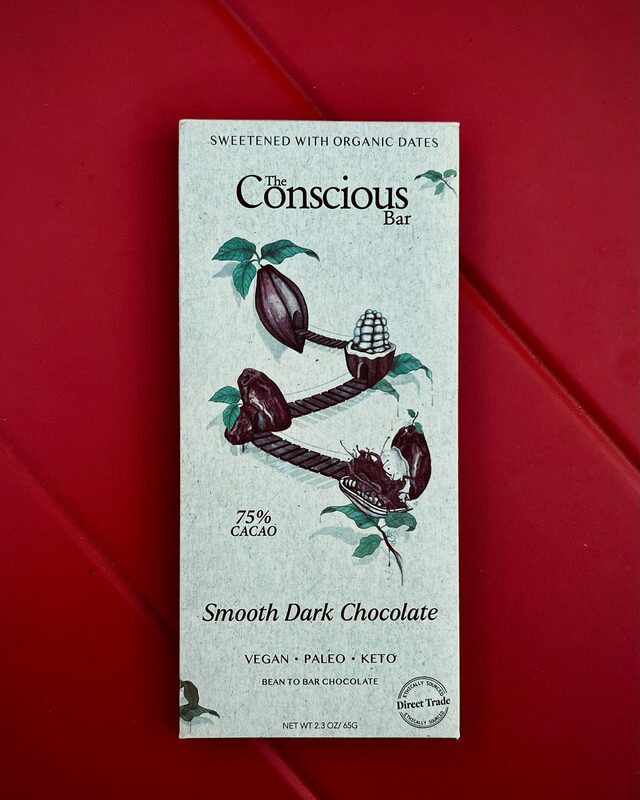 SWEETENED WITH ORGANIC DATES
The
Conscious
Bar
75%
CACAO
Smooth Dark Chocolate
VEGAN • PALEO • KETO
BEAN TO BAR CHOCOLATE
ETHICALLY SOURCED
Direct Trade
ETHICALLY SOURCED
NET WT 2.3 OZ/ 65G